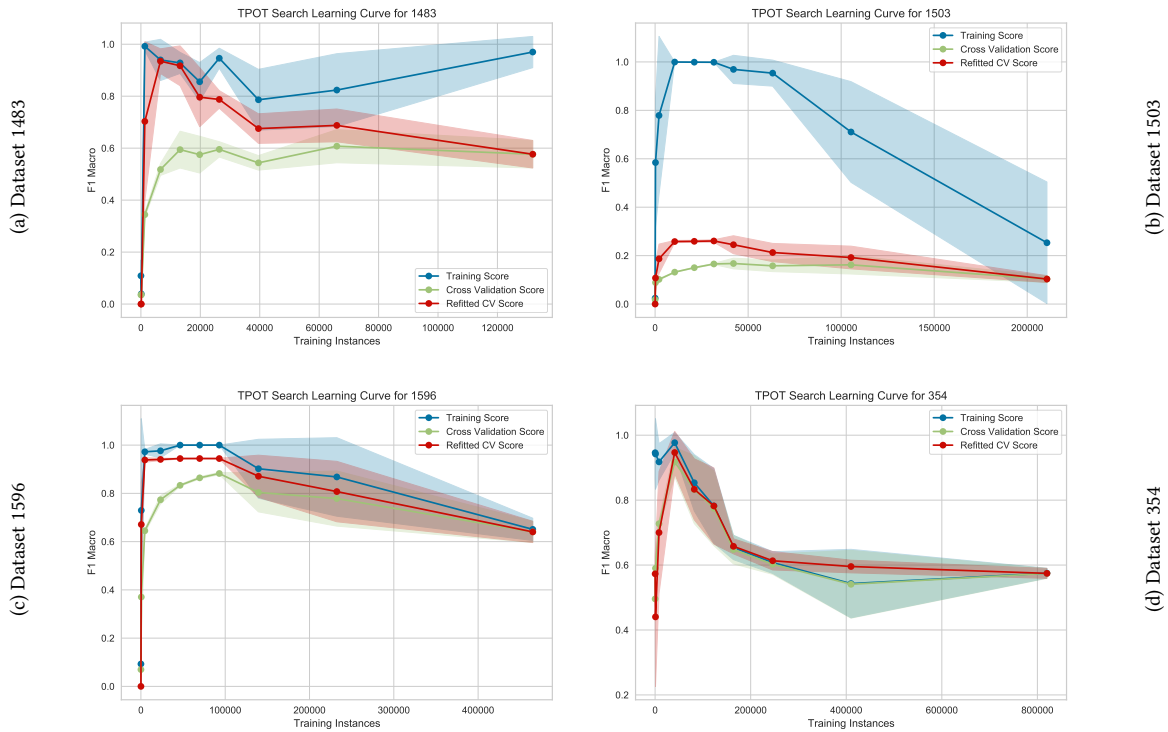 TPOT Search Learning Curve for 1483
1.0
0.8
0.6
0.4
0.2
0.0
F1 Macro
Training Score
Cross Validation Score
Refitted CV Score
0
20000
40000
60000
80000
100000
120000
Training Instances
(a) Dataset 1483
TPOT Search Learning Curve for 1503
1.0
0.8
0.6
0.4
0.2
0.0
F1 Macro
Training Score
Cross Validation Score
Refitted CV Score
0
50000
100000
150000
200000
Training Instances
(b) Dataset 1503
TPOT Search Learning Curve for 1596
1.0
0.8
0.6
0.4
0.2
0.0
F1 Macro
Training Score
Cross Validation Score
Refitted CV Score
0
100000
200000
300000
400000
Training Instances
(c) Dataset 1596
TPOT Search Learning Curve for 354
1.0
0.8
0.6
0.4
0.2
F1 Macro
Training Score
Cross Validation Score
Refitted CV Score
0
200000
400000
600000
800000
Training Instances
(d) Dataset 354